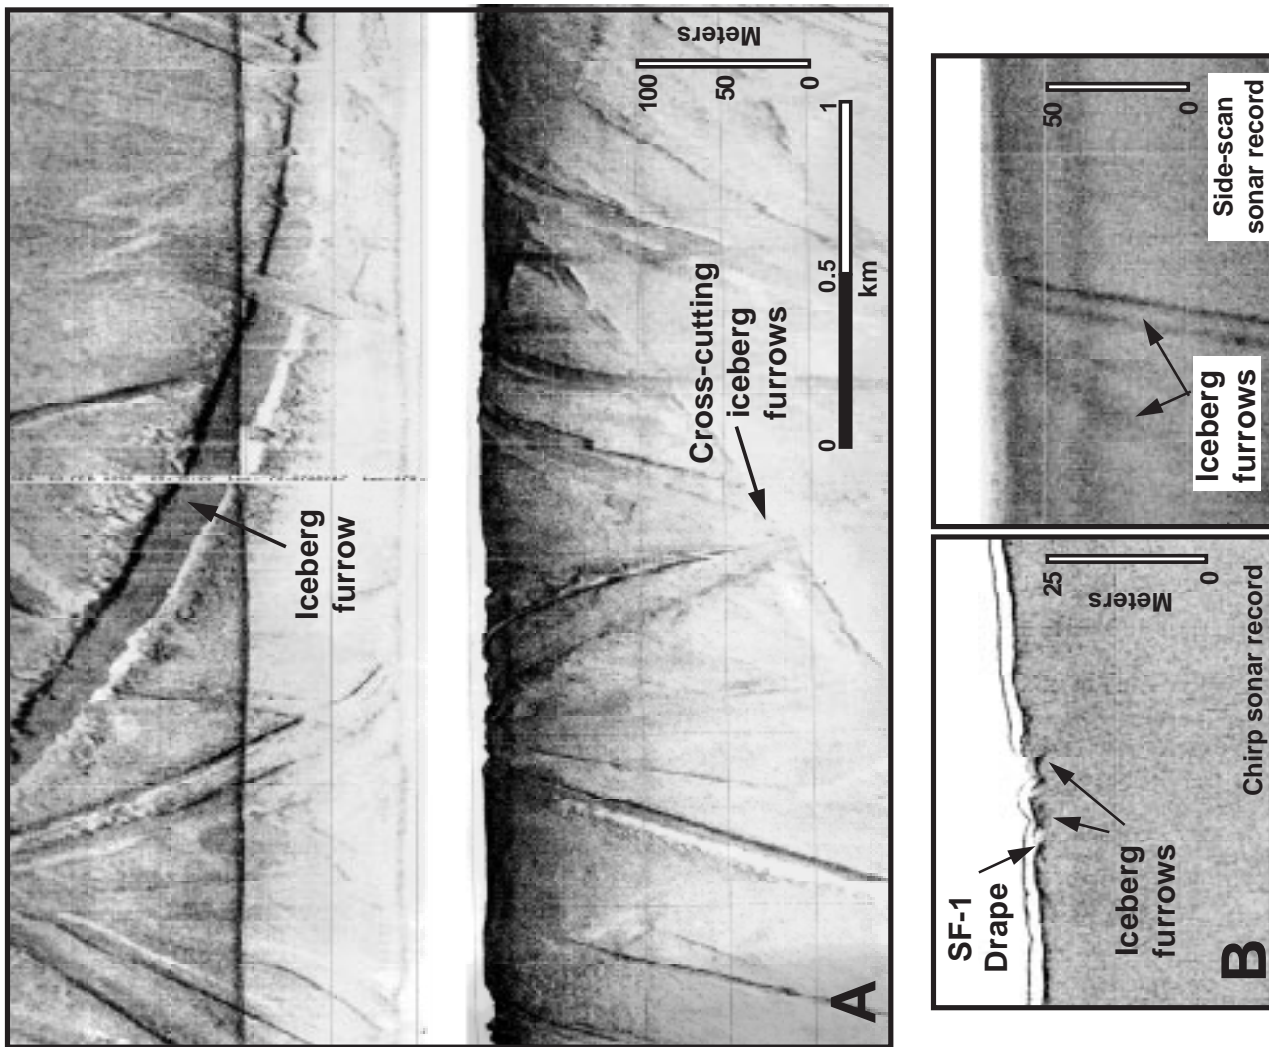 Iceberg
furrow
Meters
100
50
0
0
0.5
1
km
Cross-cutting
iceberg
furrows
A
50
0
Side-scan
sonar record
Iceberg
furrows
25
0
Meters
SF-1
Drape
Iceberg
furrows
Chirp sonar record
B